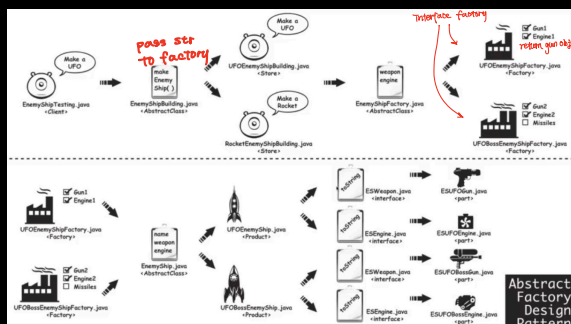 Interface factory
pass str
to factory
Make a
UFO
Make a
UFO
make
Enemy
Ship( )
weapon
engine
Gun1
Engine1
return gun obj
UFOEnemyShipBuilding.java
<Store>
UFOEnemyShipFactory.java
<Factory>
EnemyShipTesting.java
<Client>
EnemyShipBuilding.java
<AbstractClass>
Make a
Rocket
EnemyShipFactory.java
<AbstractClass>
Gun2
Engine2
Missiles
RocketEnemyShipBuilding.java
<Store>
UFOBossEnemyShipFactory.java
<Factory>
Gun1
Engine1
toString
ESWeapon.java
<interface>
ESUFOGun.java
<part>
UFOEnemyShipFactory.java
<Factory>
name
weapon
engine
UFOEnemyShip.java
<Product>
toString
ESEngine.java
<interface>
ESUFOEngine.java
<part>
Gun2
Engine2
Missiles
EnemyShip.java
<AbstractClass>
toString
ESWeapon.java
<interface>
ESUFOBossGun.java
<part>
UFOBossEnemyShipFactory.java
<Factory>
UFOBossEnemyShip.java
<Product>
toString
ESEngine.java
<interface>
ESUFOBossEngine.java
<part>
Abstract
Factory
Design